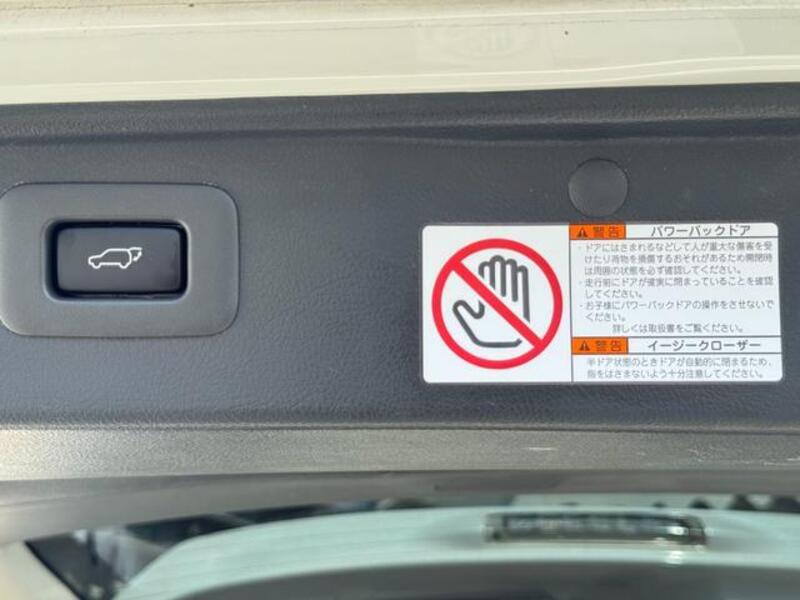 警告 パワーバックドア
・ドアにはさまれるなどして人が重大な傷害を受
けたり荷物を損傷するおそれがあるため開閉時
は周囲の状態を必ず確認してください。
・走行前にドアが確実に閉まっていることを確認
してください。
・お子様にパワーバックドアの操作をさせないで
ください。
詳しくは取扱書をご覧ください。
警告 イージークローザー
半ドア状態のときドアが自動的に閉まるため、
指をはさまないよう十分注意してください。